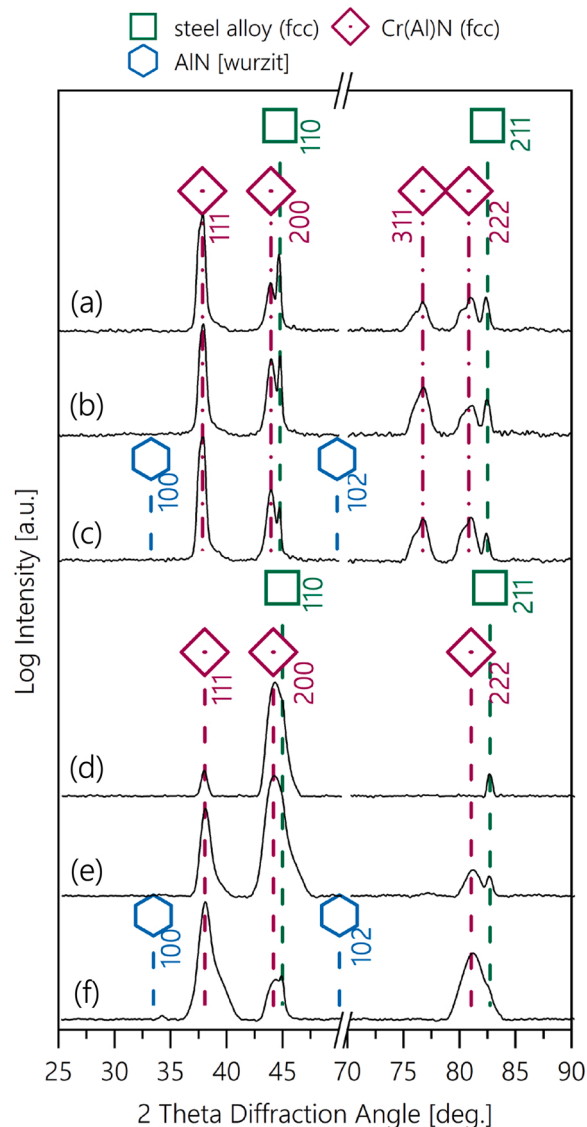 steel alloy (fcc) Cr(Al)N (fcc)
AlN [wurzit]
110 211
111 200 311 222
(a)
(b)
100 102
(c)
110 211
111 200 222
(d)
(e)
100 102
(f)
Log Intensity [a.u.]
25 30 35 40 45 70 75 80 85 90
2 Theta Diffraction Angle [deg.]